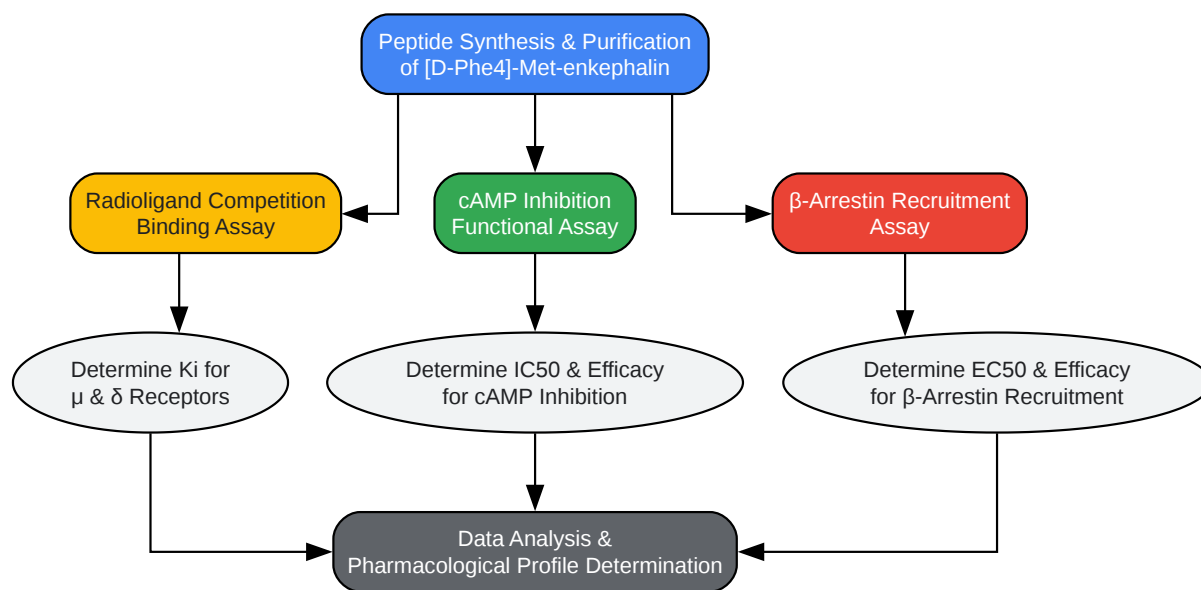 Peptide Synthesis & Purification
of [D-Phe4]-Met-enkephalin
Radioligand Competition
Binding Assay
cAMP Inhibition
Functional Assay
β-Arrestin Recruitment
Assay
Determine Ki for
μ & δ Receptors
Determine IC50 & Efficacy
for cAMP Inhibition
Determine EC50 & Efficacy
for β-Arrestin Recruitment
Data Analysis &
Pharmacological Profile Determination